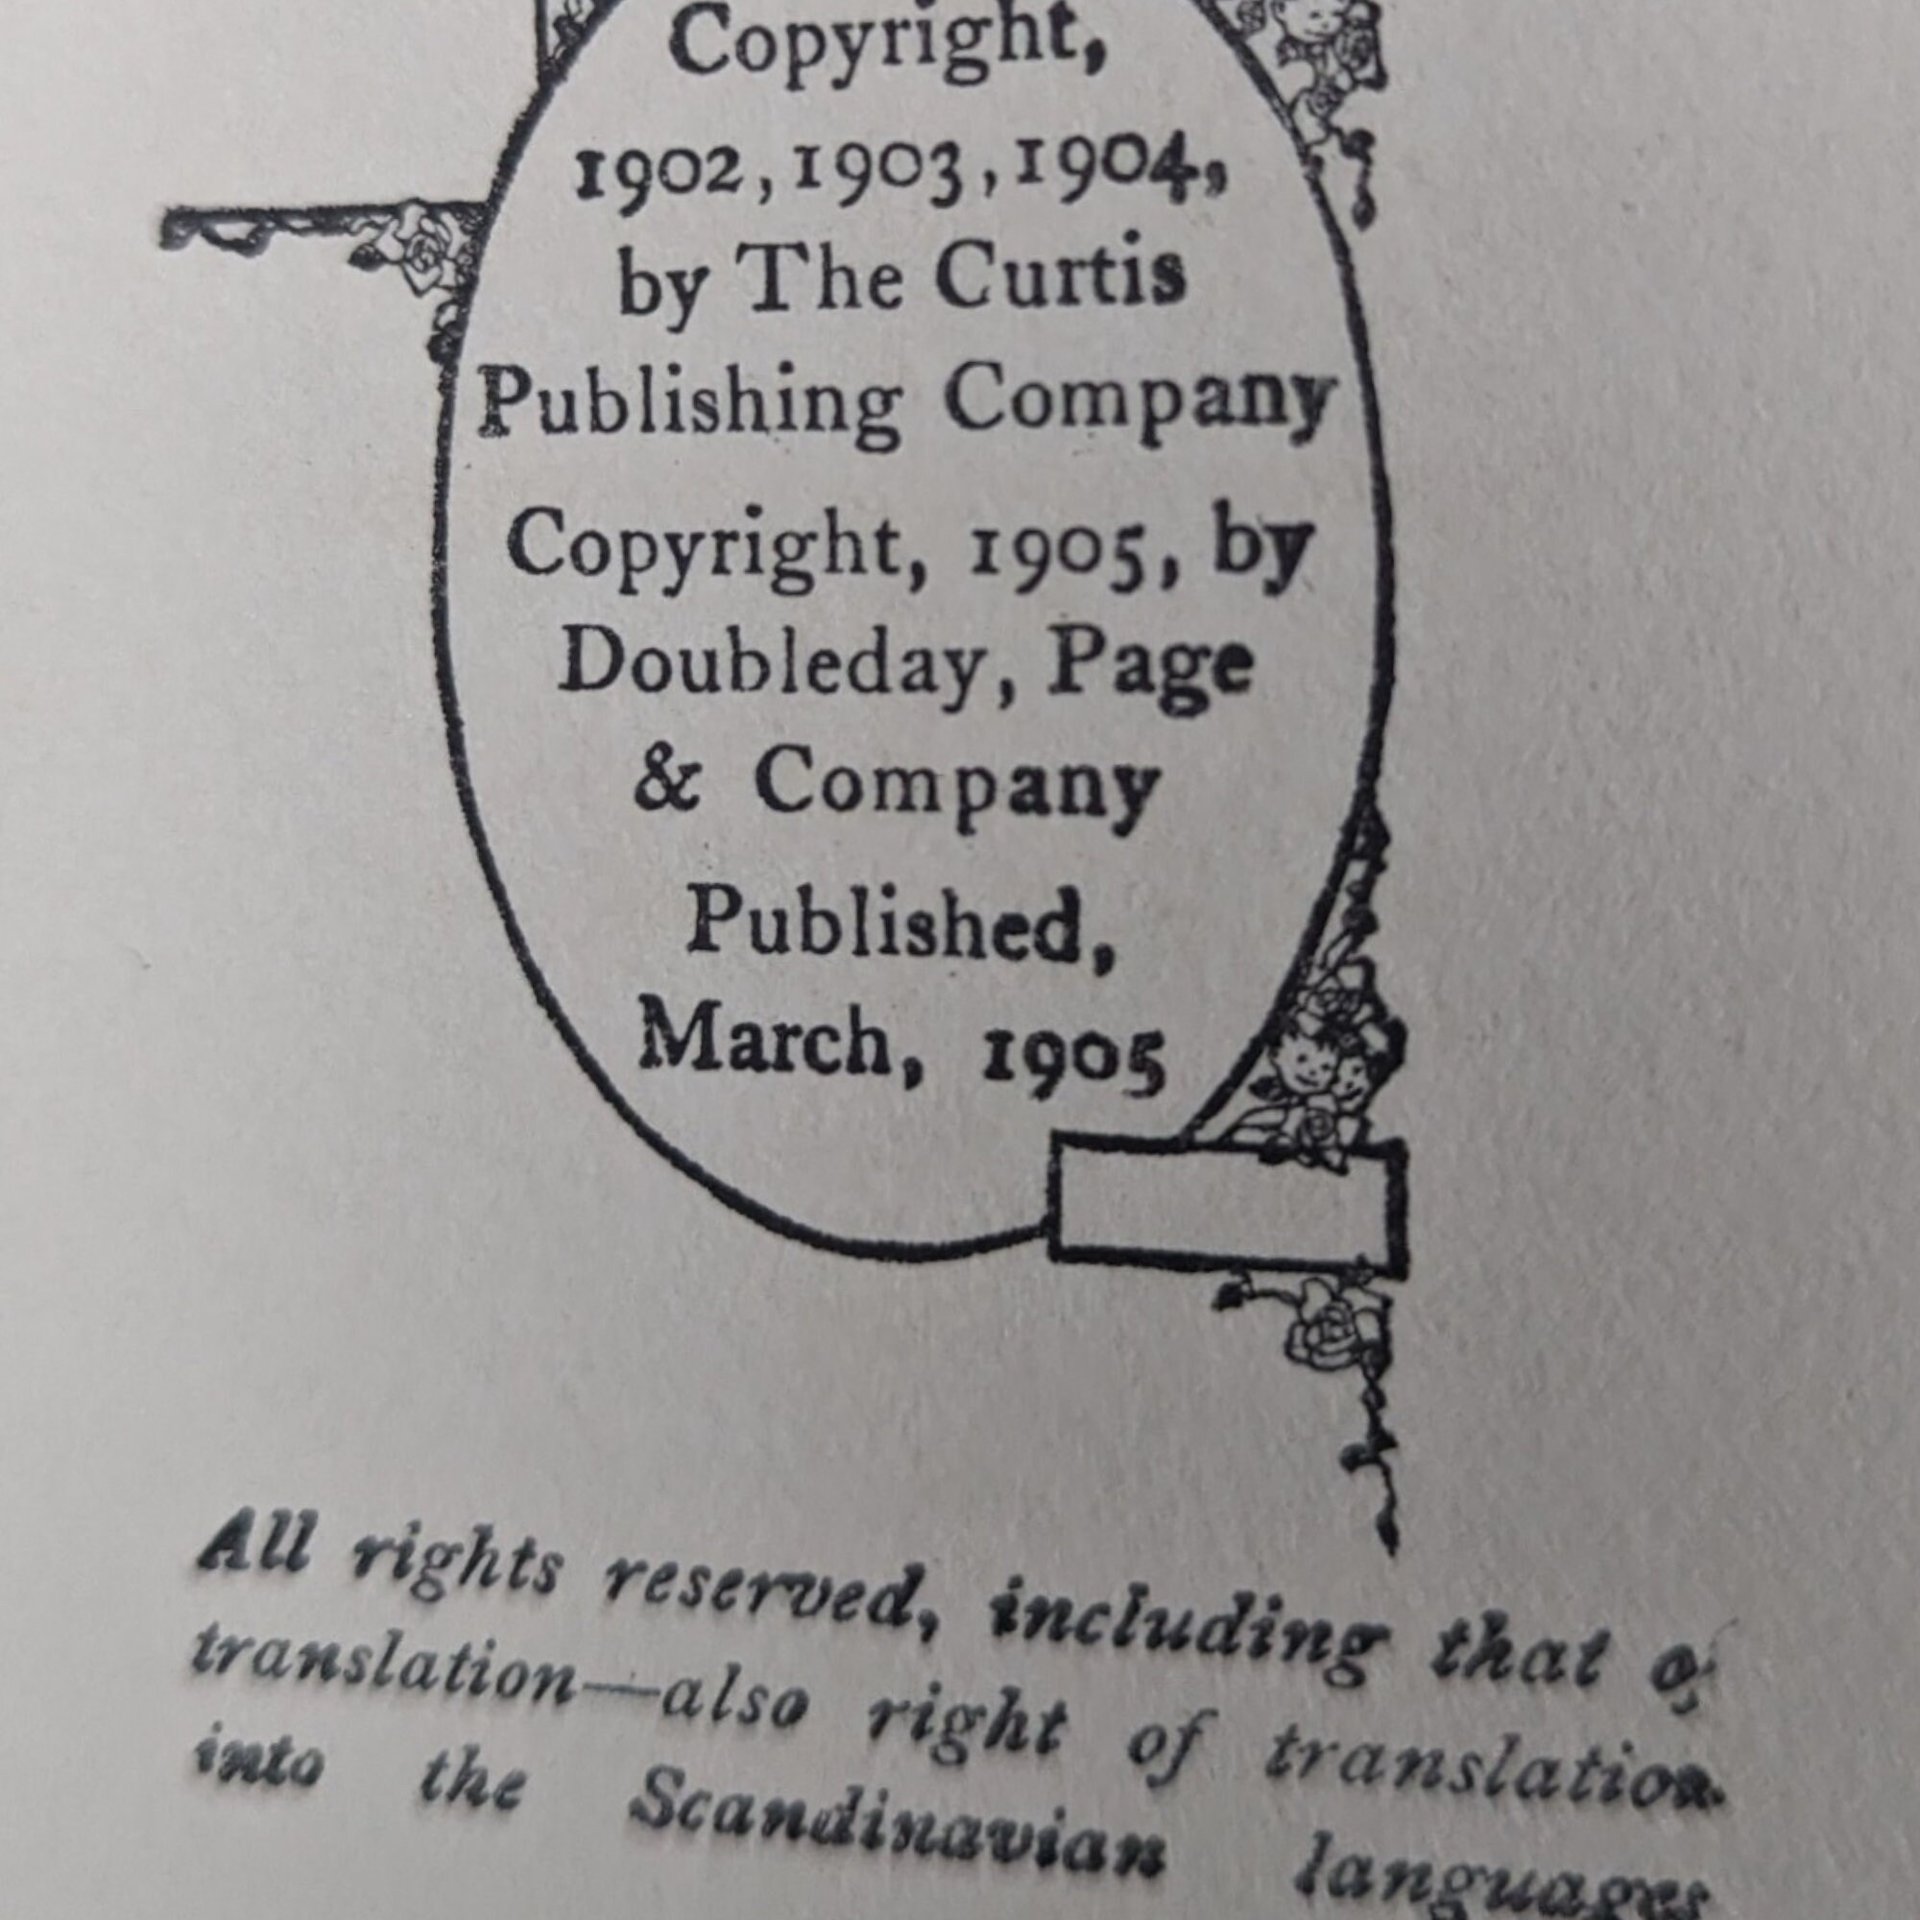 Copyright,
1902, 1903, 1904,
by The Curtis
Publishing Company
Copyright, 1905, by
Doubleday, Page
& Company
Published,
March, 1905
All rights reserved, including that
translation—also right of translation
into the Scandinavian languages